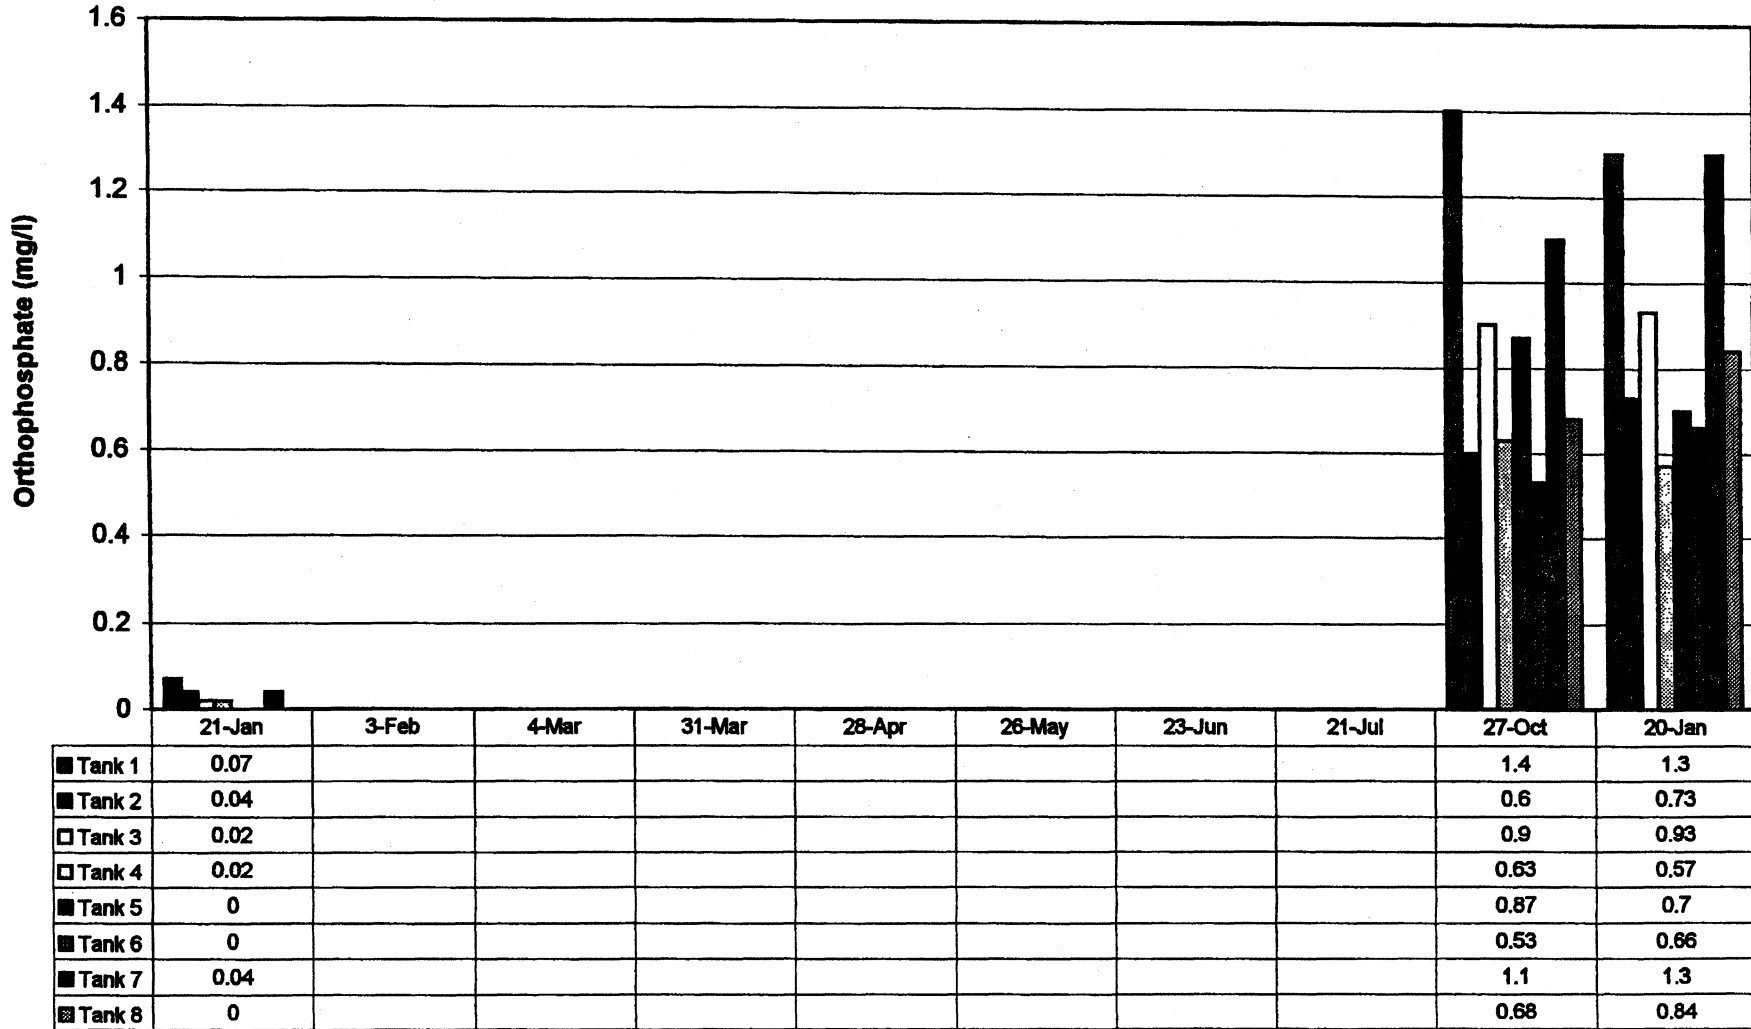 1.6
1.4
1.2
1
0.8
0.6
0.4
0.2
0
Orthophosphate (mg/l)
21-Jan 3-Feb 4-Mar 31-Mar 28-Apr 26-May 23-Jun 21-Jul 27-Oct 20-Jan
Tank 1 0.07 1.4 1.3
Tank 2 0.04 0.6 0.73
Tank 3 0.02 0.9 0.93
Tank 4 0.02 0.63 0.57
Tank 5 0 0.87 0.7
Tank 6 0 0.53 0.66
Tank 7 0.04 1.1 1.3
Tank 8 0 0.68 0.84